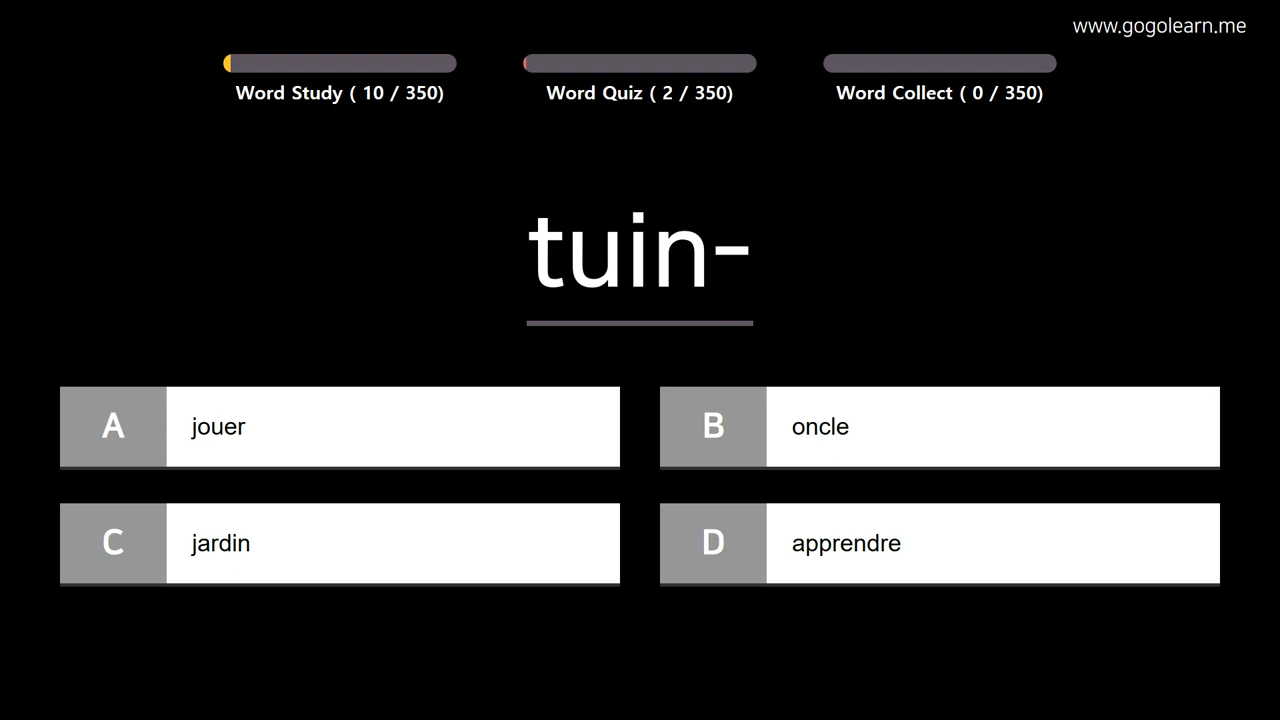 www.gogolearn.me
Word Study ( 10 / 350)
Word Quiz ( 2 / 350)
Word Collect ( 0 / 350)
tuin-
A jouer
B oncle
C jardin
D apprendre